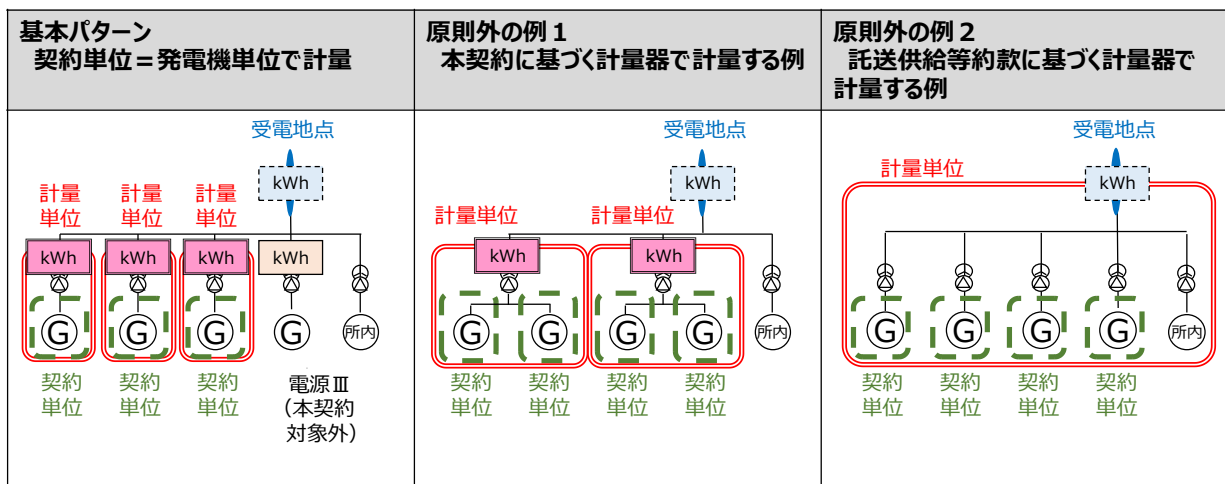 基本パターン
契約単位＝発電機単位で計量
受電地点
kWh
計量 計量 計量
単位 単位 単位
kWh kWh kWh kWh
G G G G 所内
契約 契約 契約
単位 単位 単位
電源Ⅲ
（本契約
対象外）
原則外の例１
本契約に基づく計量器で計量する例
受電地点
kWh
計量単位 計量単位
kWh kWh
G G G G 所内
契約 契約 契約 契約
単位 単位 単位 単位
原則外の例２
託送供給等約款に基づく計量器で
計量する例
受電地点
計量単位
kWh
G G G G 所内
契約 契約 契約 契約
単位 単位 単位 単位